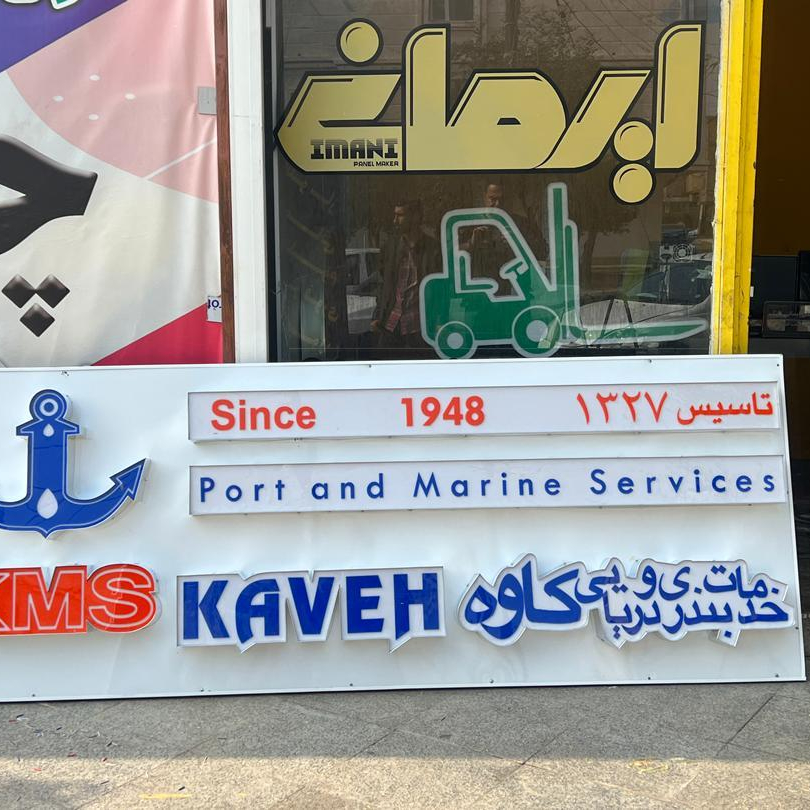 ایمانی
IMANI
PANEL MAKER
Since 1948 تاسیس ۱۳۲۷
Port and Marine Services
KMS KAVEH خدمات بندری و دریایی کاوه